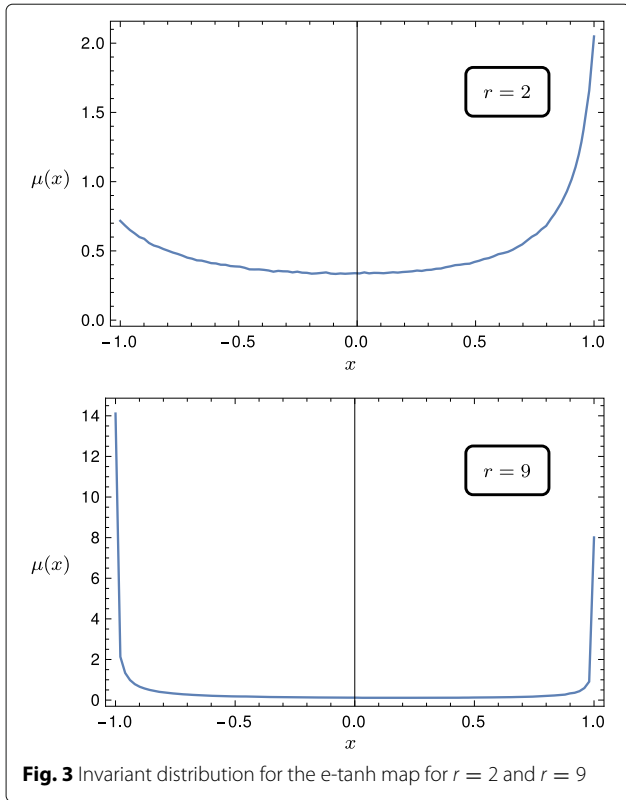 2.0
1.5
1.0
0.5
0.0
μ(x)
r = 2
−1.0 −0.5 0.0 0.5 1.0
x
14
12
10
8
6
4
2
0
μ(x)
r = 9
−1.0 −0.5 0.0 0.5 1.0
x
Fig. 3 Invariant distribution for the e-tanh map for r = 2 and r = 9